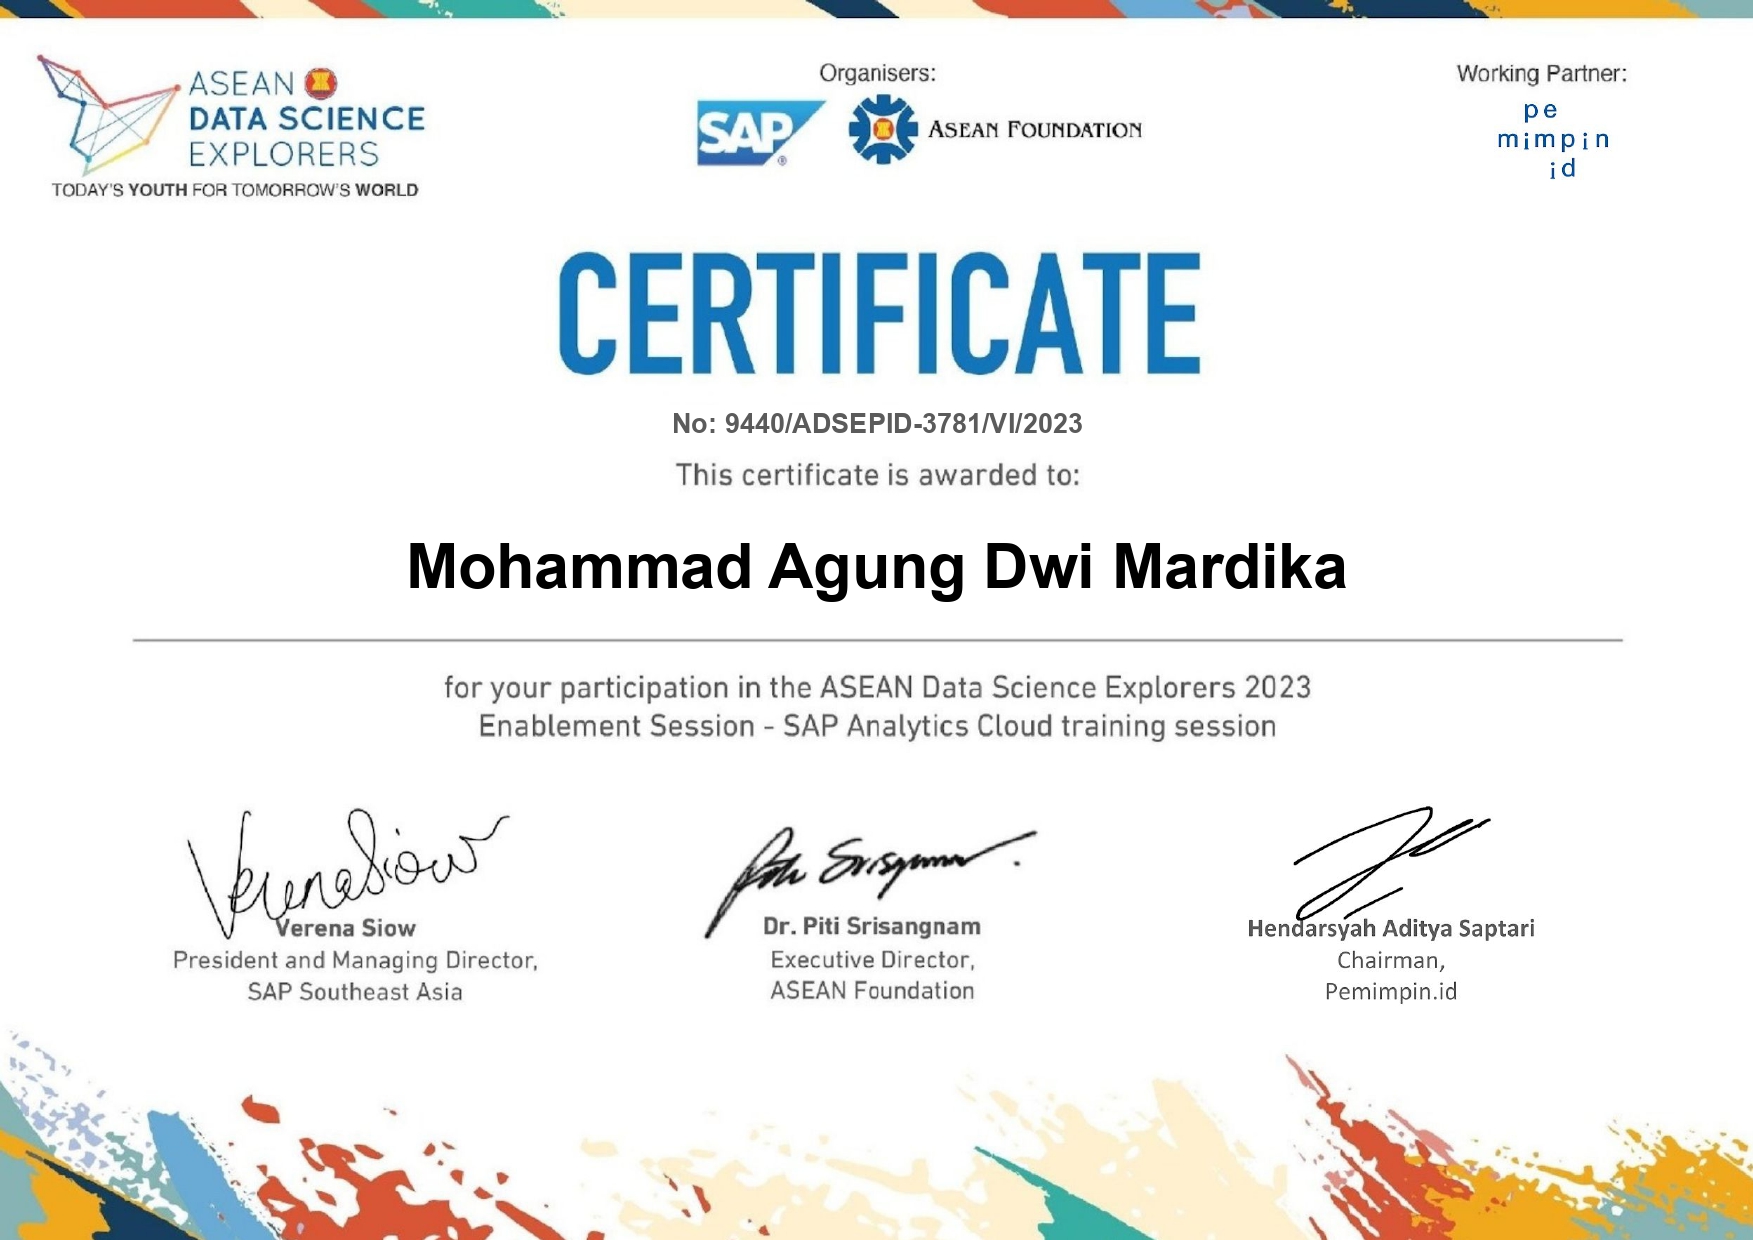 ASEAN
DATA SCIENCE
EXPLORERS
TODAY'S YOUTH FOR TOMORROW'S WORLD
Organisers:
SAP®
ASEAN FOUNDATION
Working Partner:
pe
mimpin
id
CERTIFICATE
No: 9440/ADSEPID-3781/VI/2023
This certificate is awarded to:
Mohammad Agung Dwi Mardika
for your participation in the ASEAN Data Science Explorers 2023
Enablement Session - SAP Analytics Cloud training session
Verena Siow
Verena Siow
President and Managing Director,
SAP Southeast Asia
Dr. Piti Srisangnam
Executive Director,
ASEAN Foundation
Hendarsyah Aditya Saptari
Chairman,
Pemimpin.id